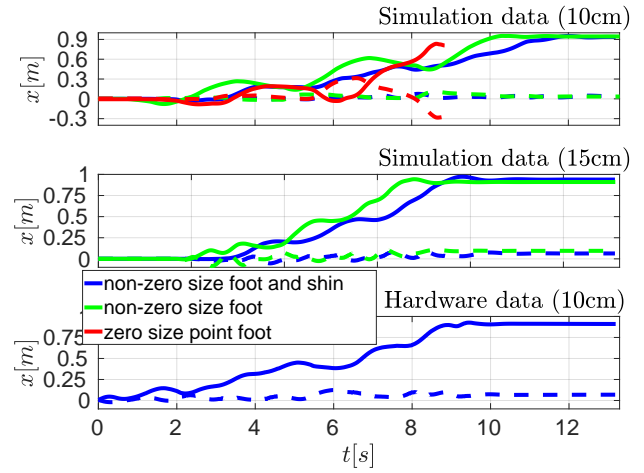 Simulation data (10cm)
0.9
0.6
0.3
0
-0.3
x[m]
Simulation data (15cm)
1
0.75
0.5
0.25
0
x[m]
non-zero size foot and shin
non-zero size foot
zero size point foot
Hardware data (10cm)
75
0.5
0.25
0
x[m]
0 2 4 6 8 10 12
t[s]